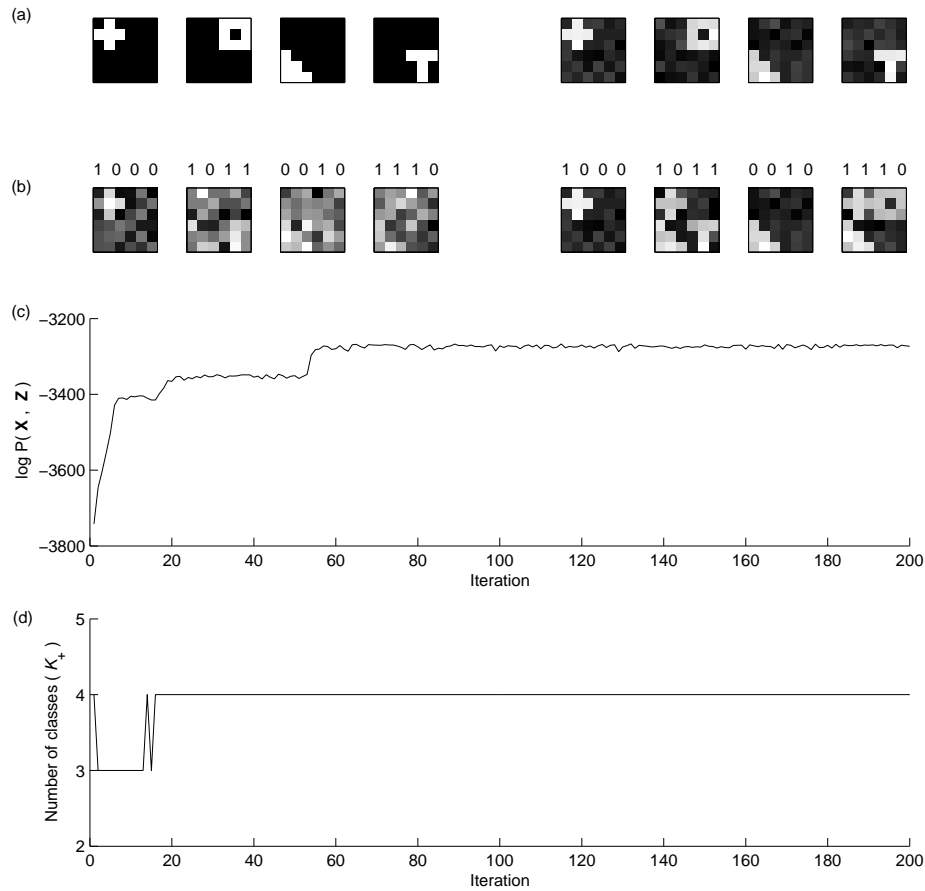 (a)
1 0 0 0 1 0 1 1 0 0 1 0 1 1 1 0 1 0 0 0 1 0 1 1 0 0 1 0 1 1 1 0
(b)
(c)
−3200
−3400
−3600
−3800
log P( X , Z )
0 20 40 60 80 100 120 140 160 180 200
Iteration
(d)
5
4
3
2
Number of classes ( K+ )
0 20 40 60 80 100 120 140 160 180 200
Iteration